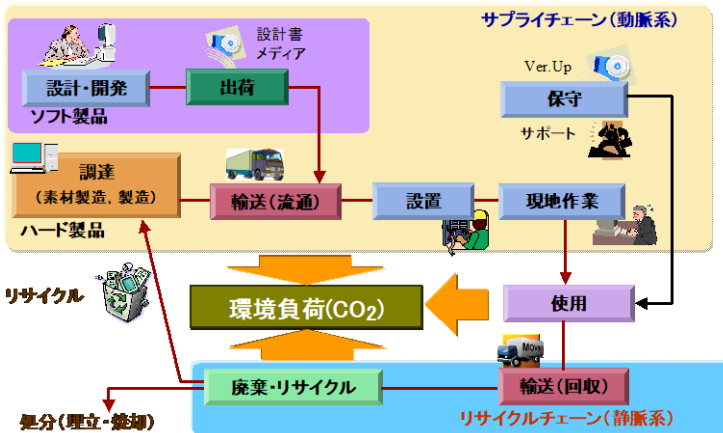 サプライチェーン(動脈系)
設計書
メディア
設計・開発
出荷
ソフト製品
Ver.Up
保守
サポート
調達
(素材製造, 製造)
ハード製品
輸送(流通)
設置
現地作業
リサイクル
環境負荷(CO₂)
使用
MOVE
廃棄・リサイクル
輸送(回収)
リサイクルチェーン(静脈系)
処分(埋立・焼却)